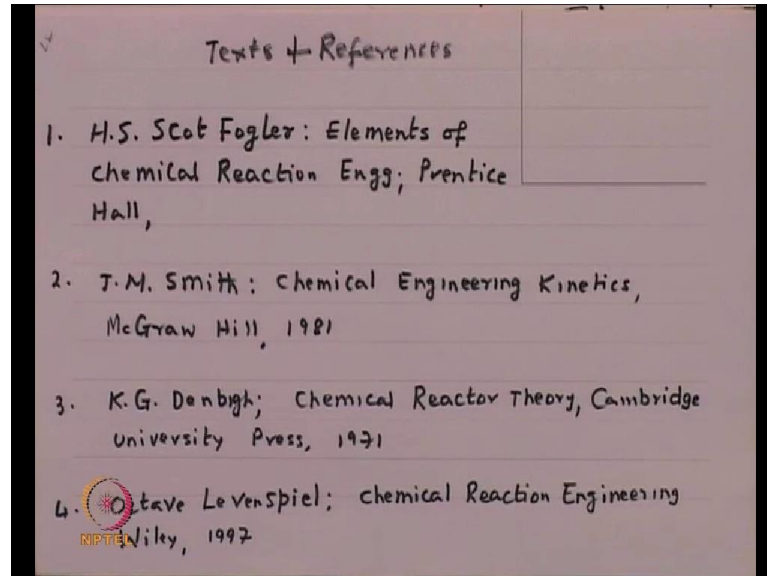 Texts + References
1. H.S. Scot Fogler: Elements of
Chemical Reaction Engg; Prentice
Hall,
2. J.M. Smith: Chemical Engineering Kinetics,
McGraw Hill, 1981
3. K.G. Denbigh; Chemical Reactor Theory, Cambridge
University Press, 1971
4. Octave Levenspiel; Chemical Reaction Engineering
Wiley, 1997
NPTEL